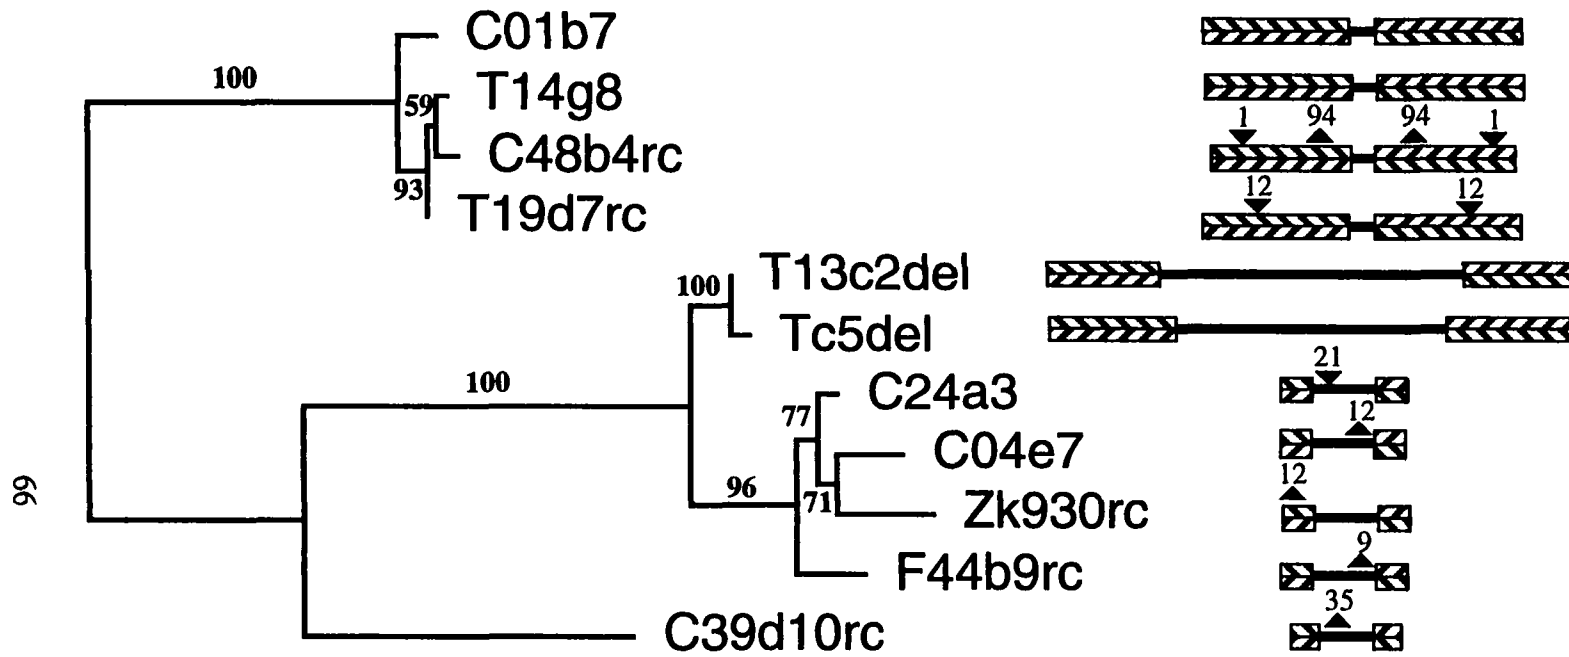 C01b7
100
T14g8
59
1 94 94 1
C48b4rc
93
12 12
T19d7rc
T13c2del
100
Tc5del
21
100
C24a3
77
12
C04e7
12
99
96
71
Zk930rc
9
F44b9rc
35
C39d10rc